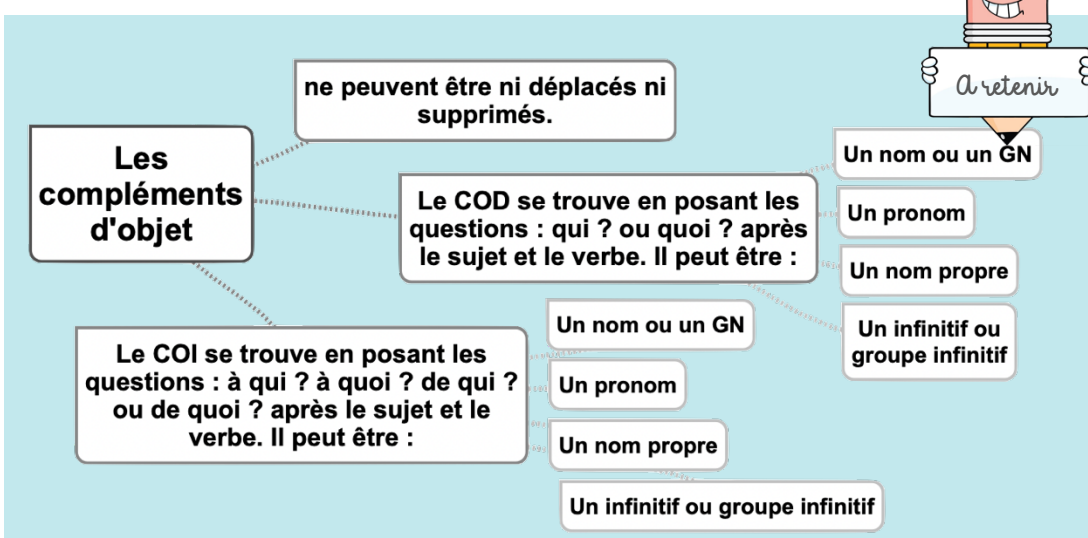 A retenir
ne peuvent être ni déplacés ni
supprimés.
Les
compléments
d'objet
Le COD se trouve en posant les
questions : qui ? ou quoi ? après
le sujet et le verbe. Il peut être :
Un nom ou un GN
Un pronom
Un nom propre
Un infinitif ou
groupe infinitif
Le COI se trouve en posant les
questions : à qui ? à quoi ? de qui ?
ou de quoi ? après le sujet et le
verbe. Il peut être :
Un nom ou un GN
Un pronom
Un nom propre
Un infinitif ou groupe infinitif